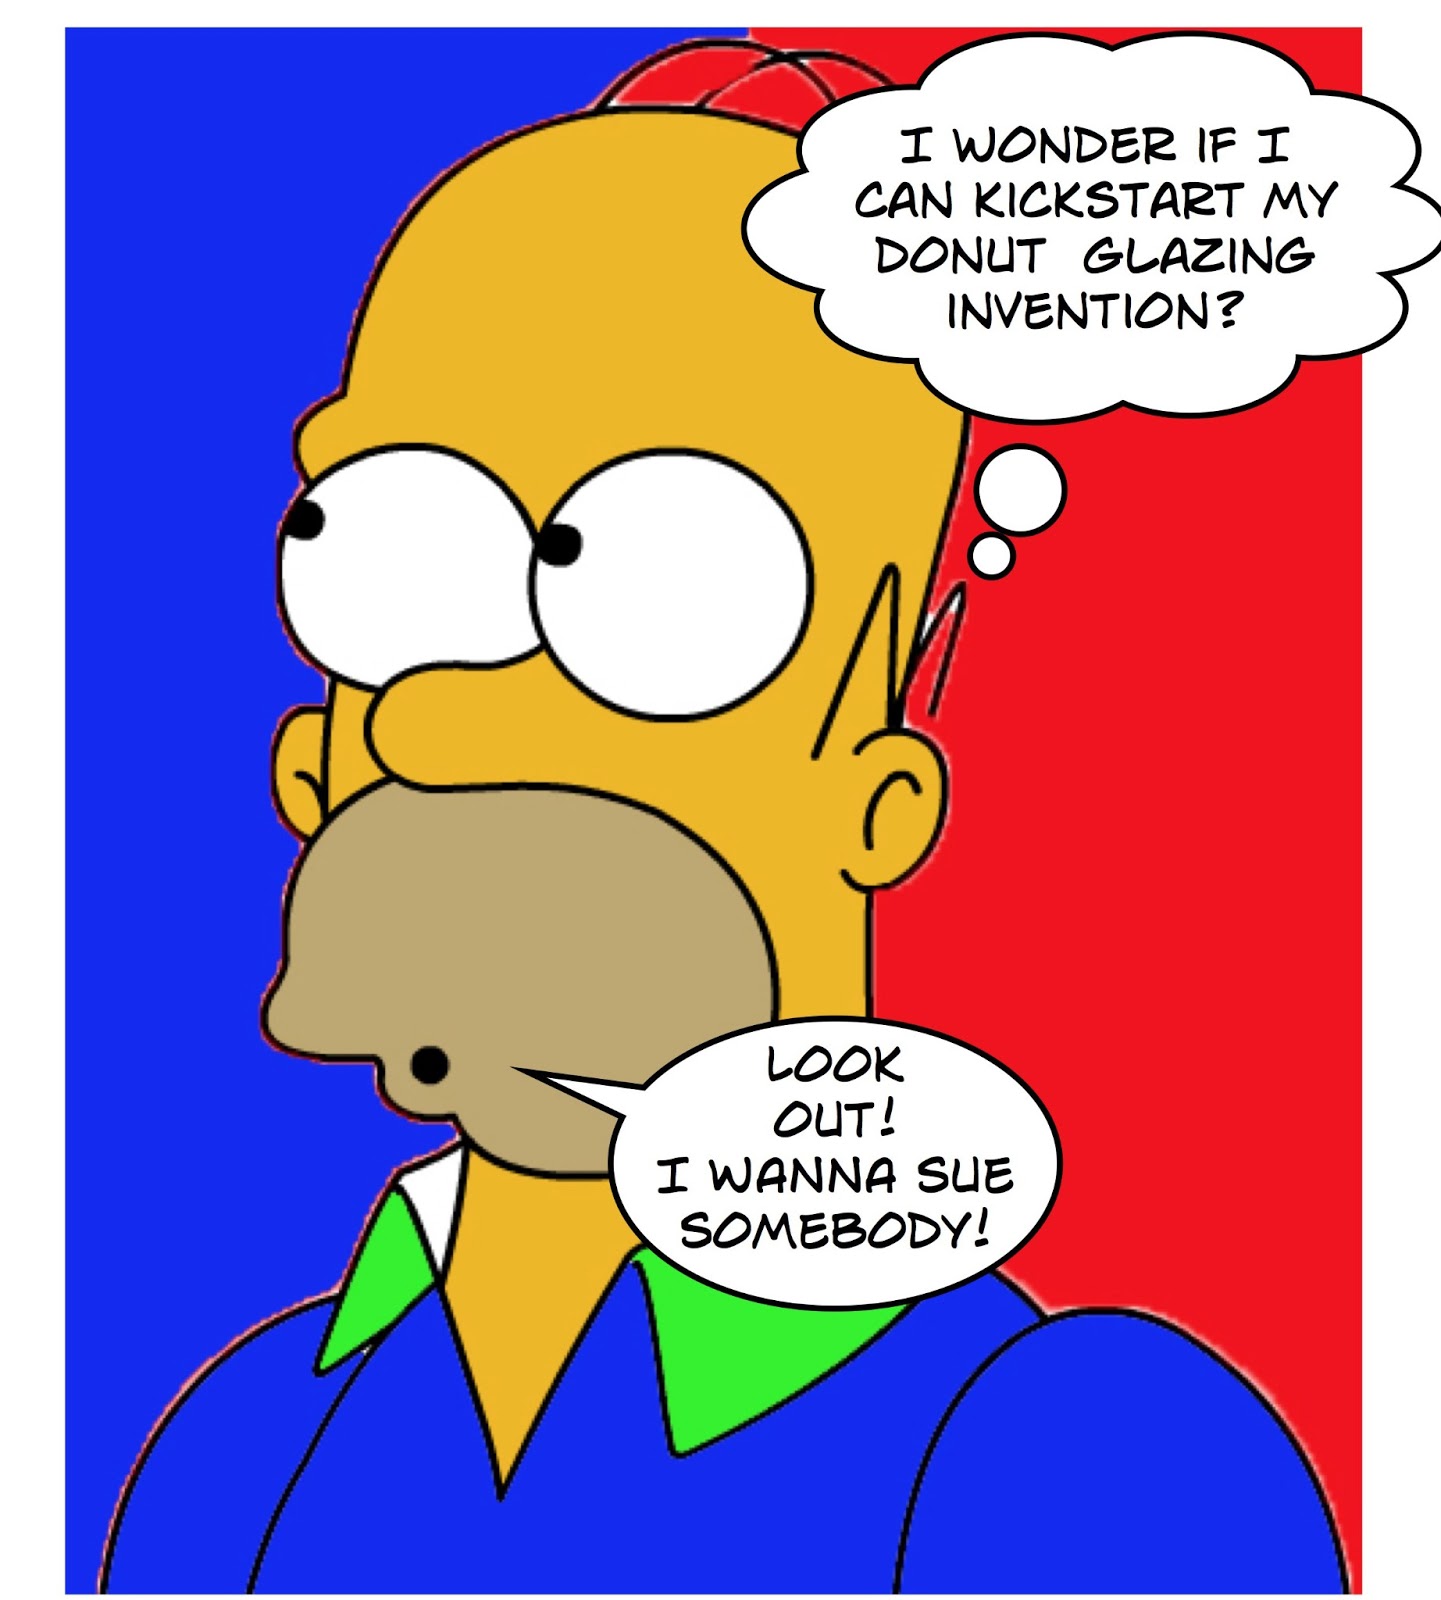 I WONDER IF I
CAN KICKSTART MY
DONUT GLAZING
INVENTION?
LOOK
OUT!
I WANNA SUE
SOMEBODY!